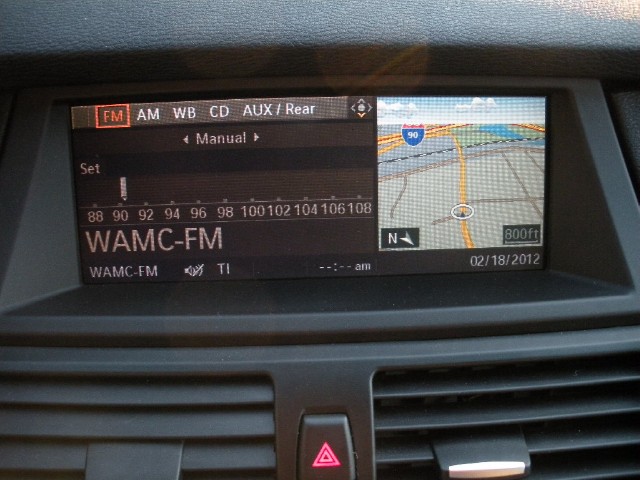 FM AM WB CD AUX / Rear
Manual
Set
88 90 92 94 96 98 100 102 104 106 108
WAMC-FM
WAMC-FM TI --:-- am
90
N
800ft
02/18/2012